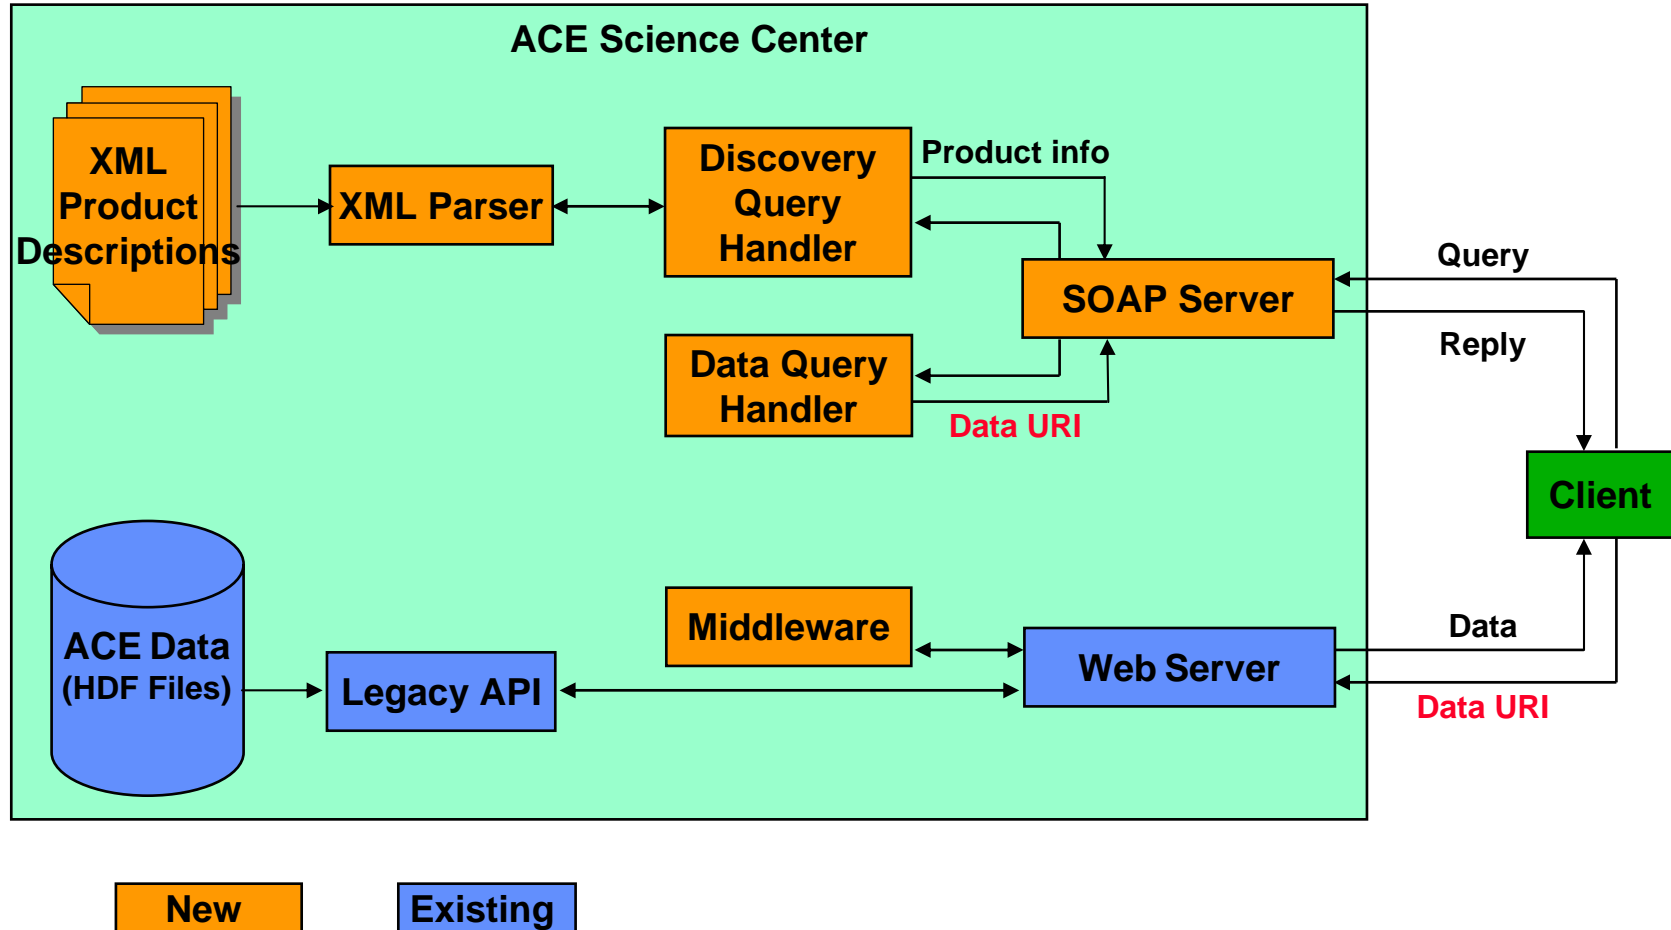 ACE Science Center
XML
Product
Descriptions
XML Parser
Discovery
Query
Handler
Product info
SOAP Server
Query
Reply
Data Query
Handler
Data URI
Client
ACE Data
(HDF Files)
Legacy API
Middleware
Web Server
Data
Data URI
New
Existing